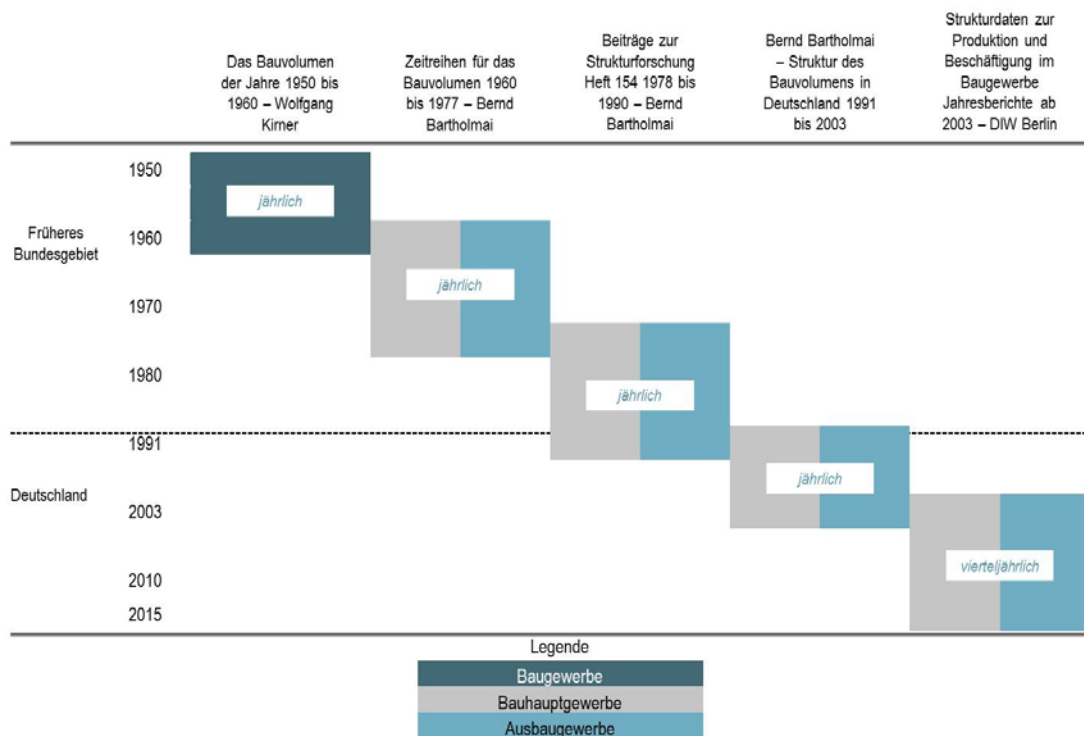 Das Bauvolumen
der Jahre 1950 bis
1960 – Wolfgang
Kirner
Zeitreihen für das
Bauvolumen 1960
bis 1977 – Bernd
Bartholmai
Beiträge zur
Strukturforschung
Heft 154 1978 bis
1990 – Bernd
Bartholmai
Bernd Bartholmai
– Struktur des
Bauvolumens in
Deutschland 1991
bis 2003
Strukturdaten zur
Produktion und
Beschäftigung im
Baugewerbe
Jahresberichte ab
2003 – DIW Berlin
Früheres
Bundesgebiet
1950
1960
1970
1980
1991
Deutschland
2003
2010
2015
jährlich
jährlich
jährlich
jährlich
vierteljährlich
Legende
Baugewerbe
Bauhauptgewerbe
Ausbaugewerbe